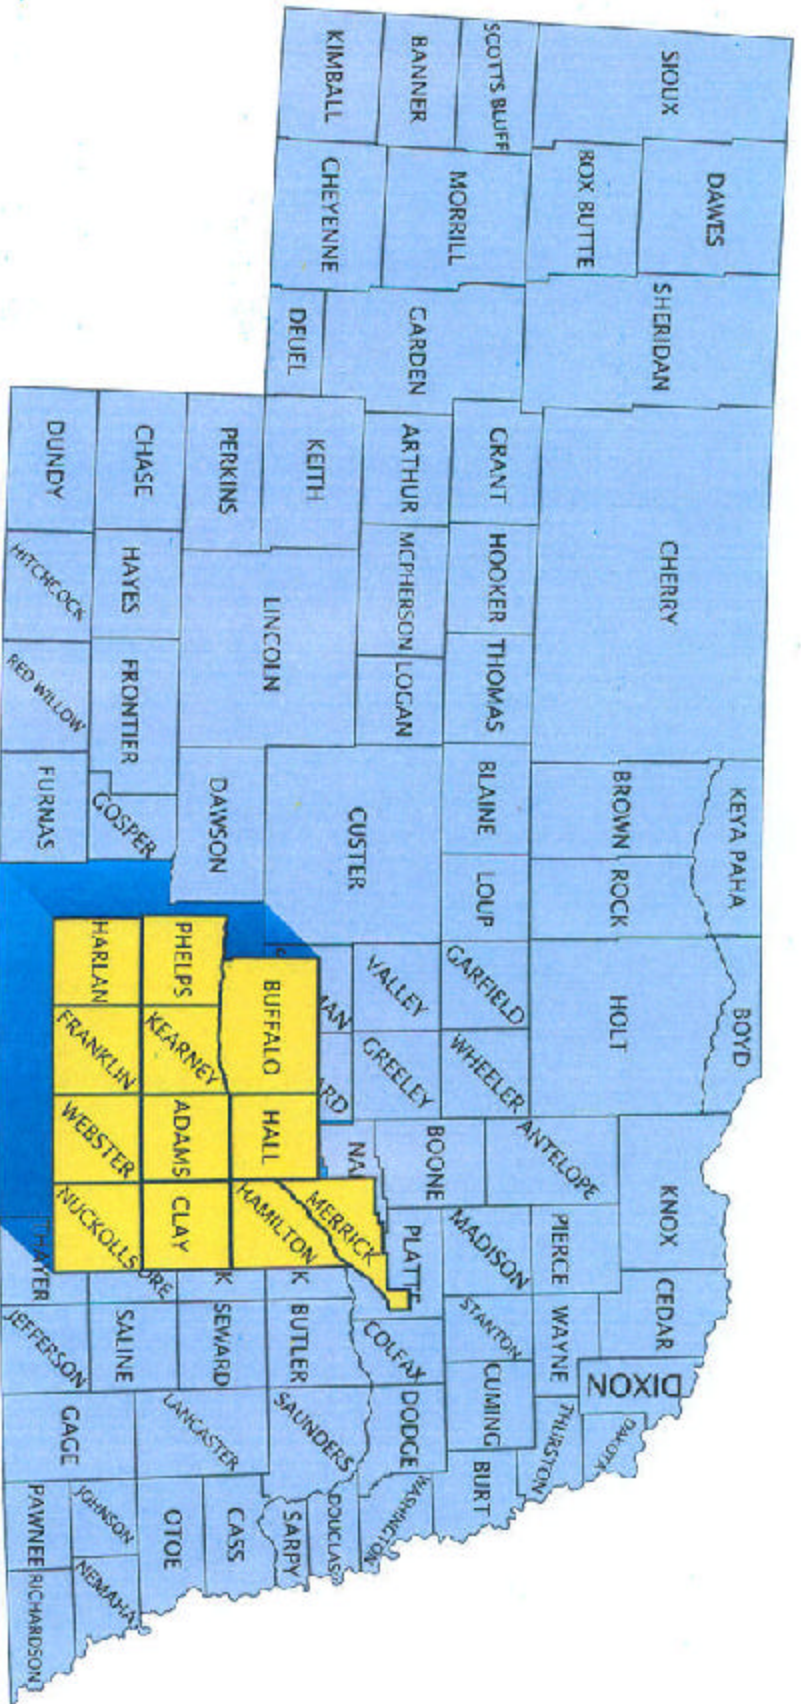 SIOUX
SCOTTS BLUFF
BANNER
KIMBALL
DAWES
BOX BUTTE
MORRILL
CHEYENNE
SHERIDAN
GARDEN
DEUEL
CHERRY
GRANT
HOOKER
THOMAS
ARTHUR
MCPHERSON
LOGAN
KEITH
PERKINS
LINCOLN
CHASE
HAYES
FRONTIER
DUNDY
HITCHCOCK
RED WILLOW
FURNAS
GOSPER
DAWSON
CUSTER
BLAINE
LOUP
BROWN
ROCK
KEYA PAHA
BOYD
HOLT
GARFIELD
WHEELER
VALLEY
GREELEY
MAN
RD
NA
BUFFALO
HALL
PHELPS
KEARNEY
ADAMS
CLAY
HARLAN
FRANKLIN
WEBSTER
NUCKOLLS
HAMILTON
MERRICK
BOONE
ANTELOPE
KNOX
CEDAR
PIERCE
WAYNE
DIXON
DAKOTA
THURSTON
MADISON
STANTON
CUMING
BURT
PLATTE
COLFAX
DODGE
WASHINGTON
K
BUTLER
SAUNDERS
DOUGLAS
SARPY
K
SEWARD
LANCASTER
CASS
OTOE
ORE
SALINE
THAYER
JEFFERSON
GAGE
JOHNSON
NEMAHA
PAWNEE
RICHARDSON